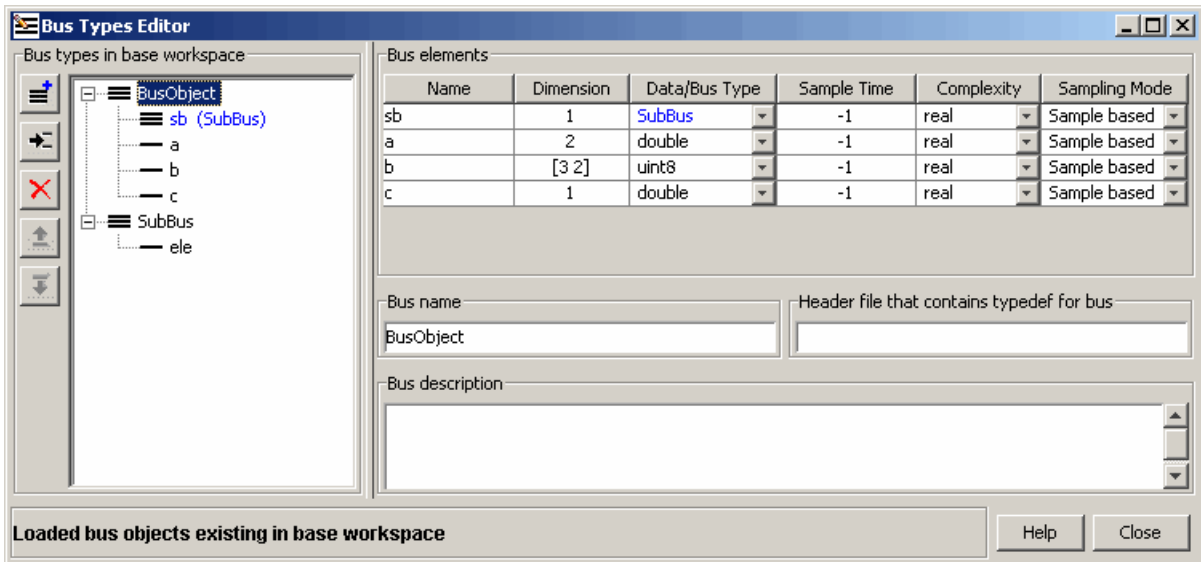 Bus Types Editor
Bus types in base workspace
BusObject
sb (SubBus)
a
b
c
SubBus
ele
Bus elements
Name Dimension Data/Bus Type Sample Time Complexity Sampling Mode
sb 1 SubBus -1 real Sample based
a 2 double -1 real Sample based
b [3 2] uint8 -1 real Sample based
c 1 double -1 real Sample based
Bus name
BusObject
Header file that contains typedef for bus
Bus description
Loaded bus objects existing in base workspace
Help Close